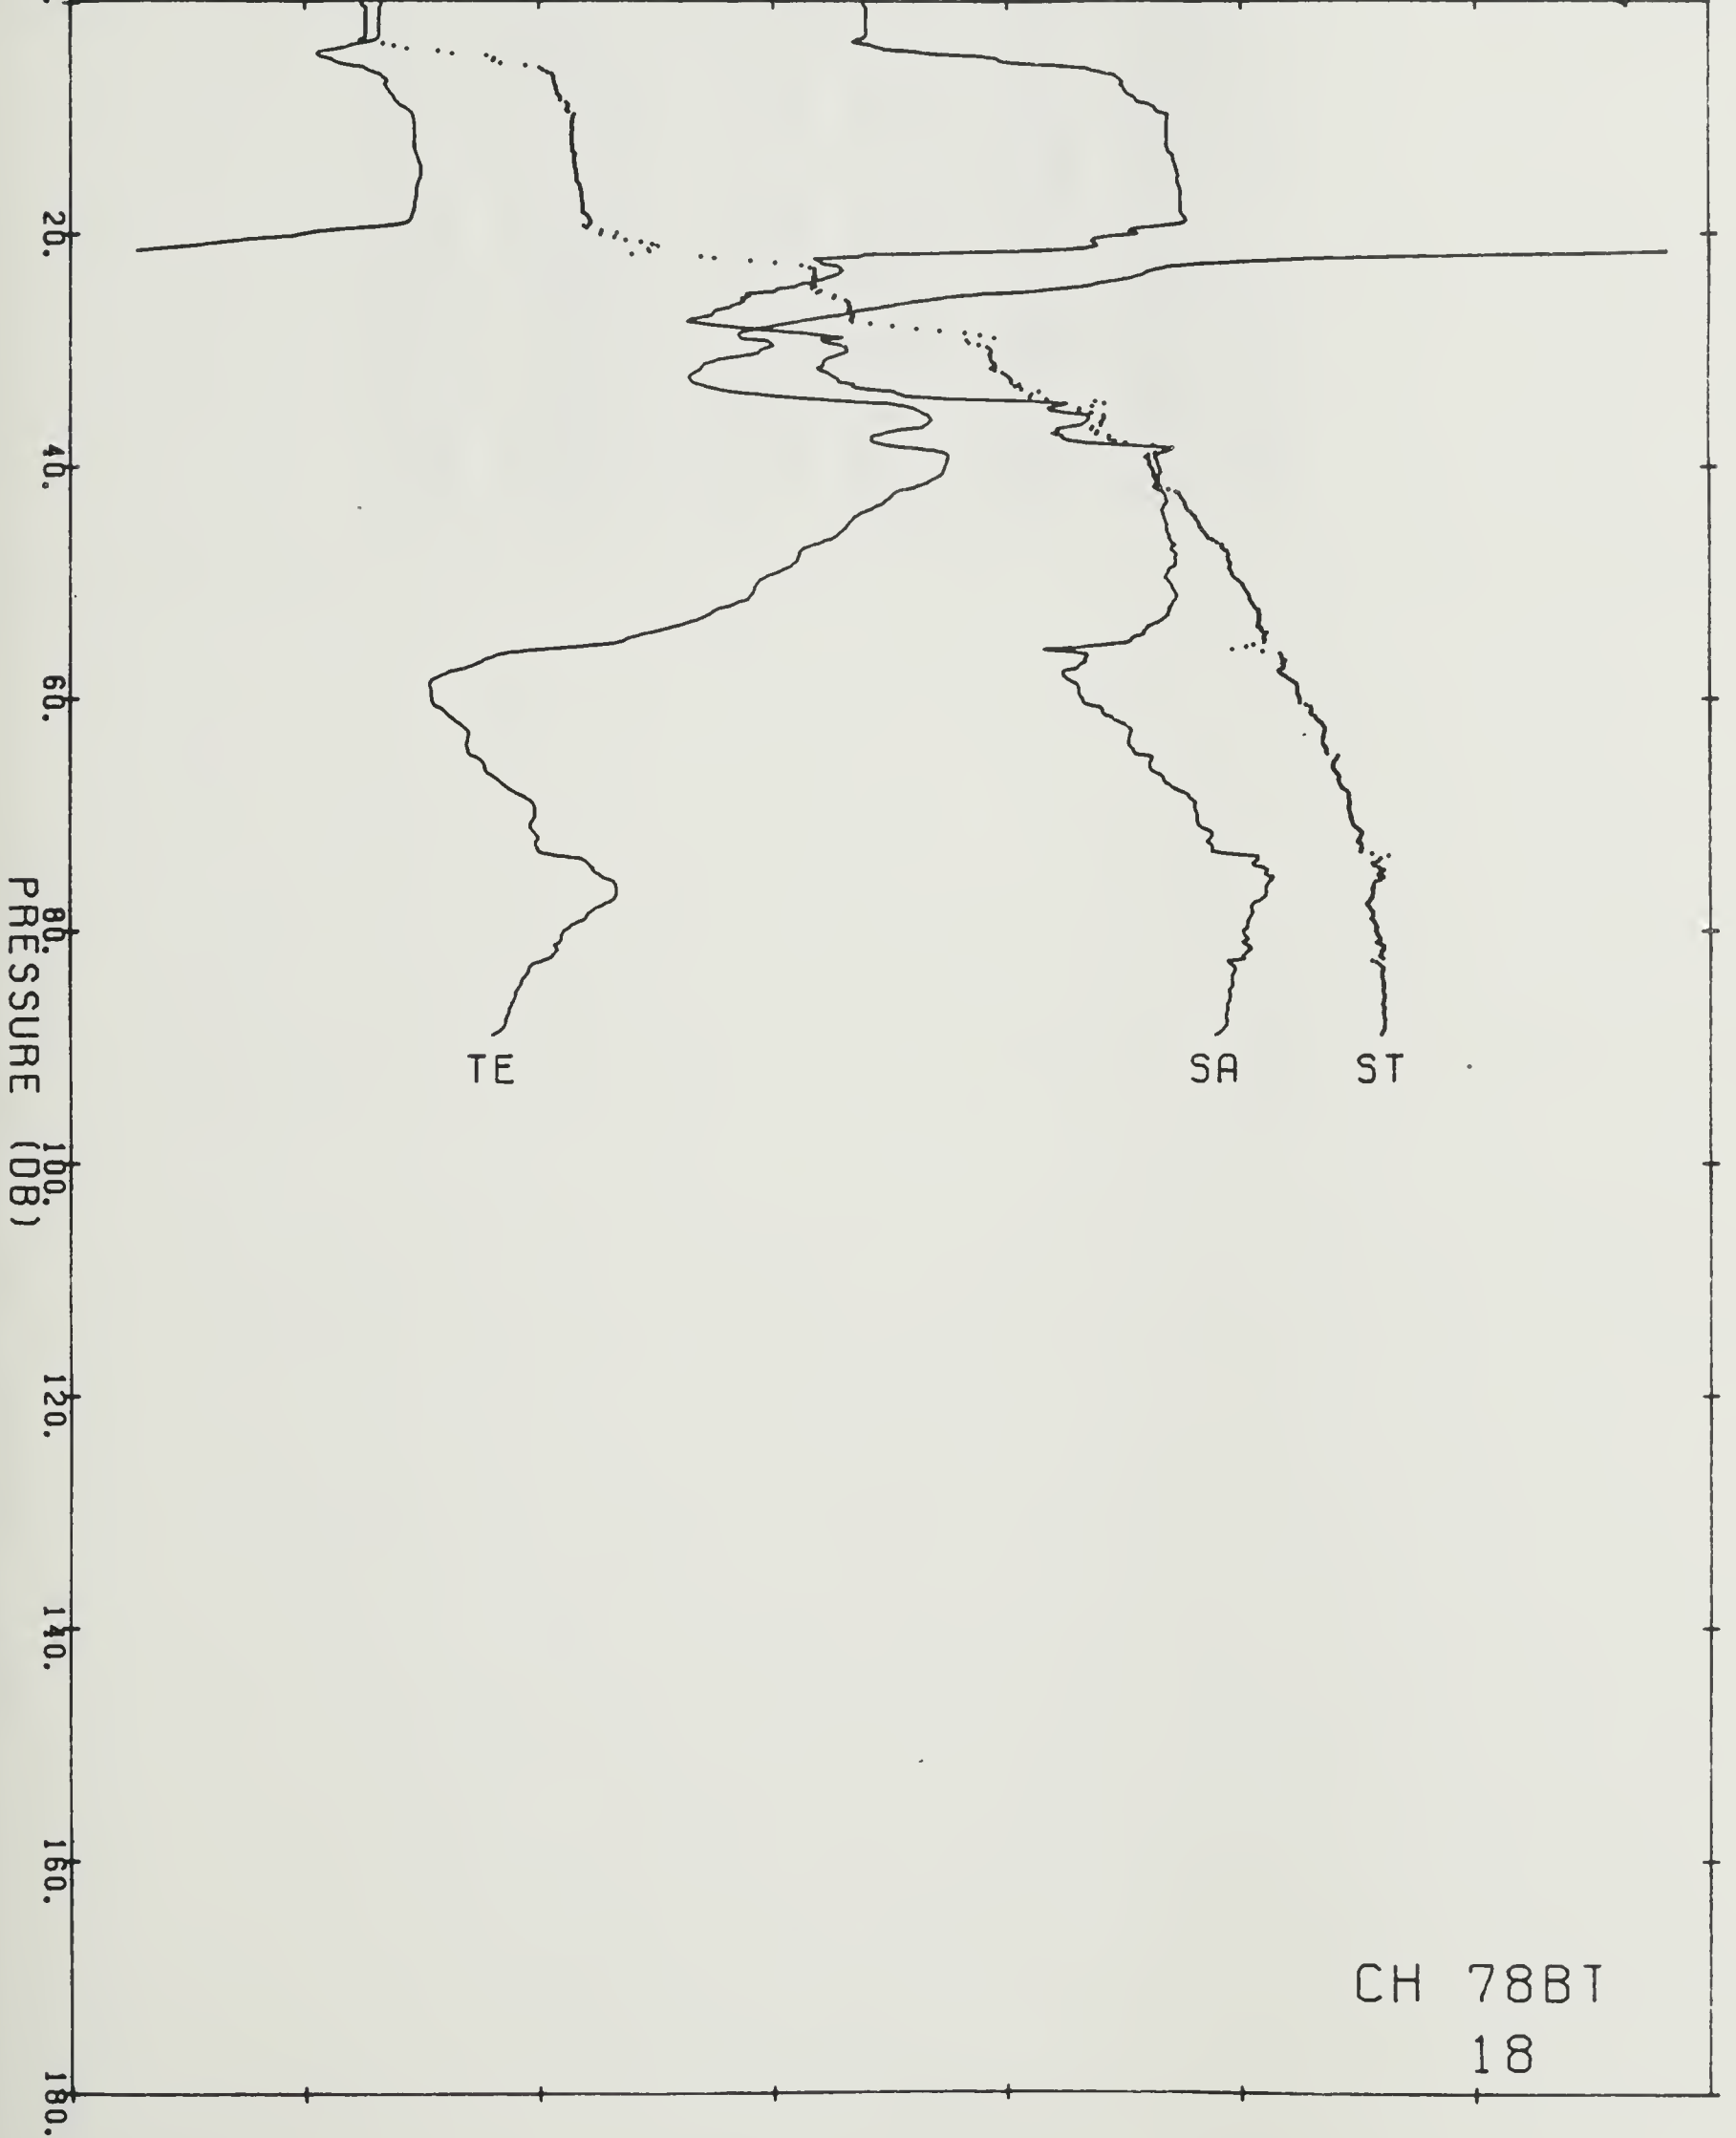 20.
40.
60.
80.
100.
120.
140.
160.
180.
PRESSURE (DB)
TE
SA
ST
CH 78BT
18